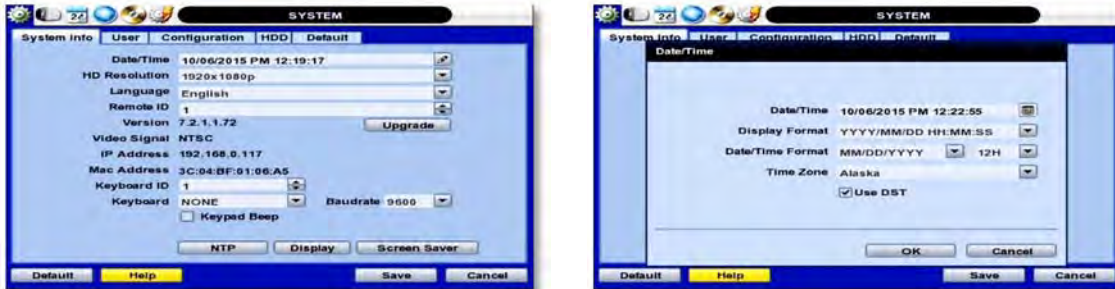 SYSTEM
System Info User Configuration HDD Default
Date/Time 10/06/2015 PM 12:19:17
HD Resolution 1920x1080p
Language English
Remote ID 1
Version 7.2.1.1.72 Upgrade
Video Signal NTSC
IP Address 192.168.0.117
Mac Address 3C:04:BF:01:06:A5
Keyboard ID 1
Keyboard NONE Baudrate 9600
Keypad Beep
NTP Display Screen Saver
Default Help Save Cancel
SYSTEM
System Info User Configuration HDD Default
Date/Time
Date/Time 10/06/2015 PM 12:22:55
Display Format YYYY/MM/DD HH:MM:SS
Date/Time Format MM/DD/YYYY 12H
Time Zone Alaska
Use DST
OK Cancel
Default Help Save Cancel